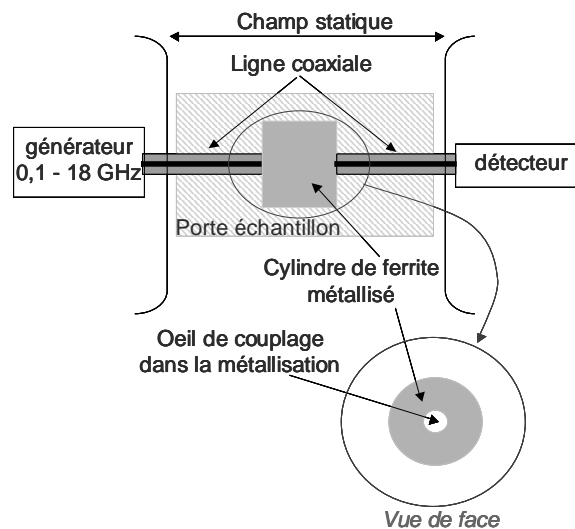 Champ statique
Ligne coaxiale
générateur
0,1 - 18 GHz
détecteur
Porte échantillon
Cylindre de ferrite
métallisé
Oeil de couplage
dans la métallisation
Vue de face